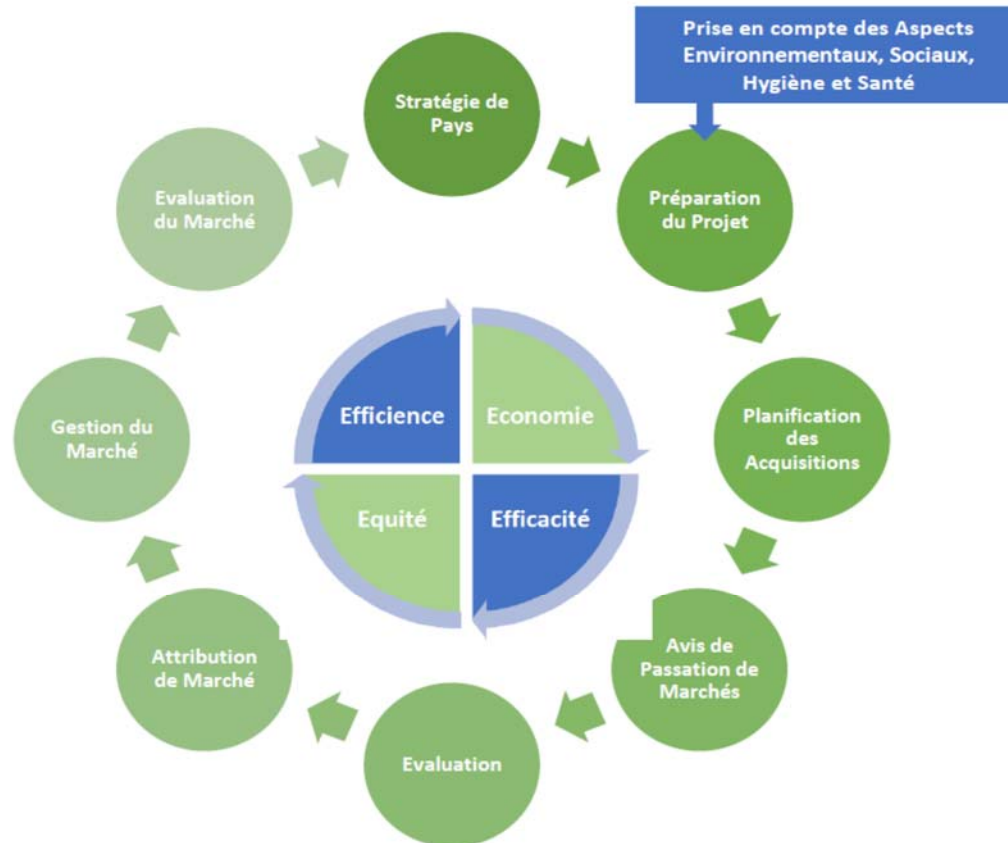 Prise en compte des Aspects
Environnementaux, Sociaux,
Hygiène et Santé
Stratégie de
Pays
Préparation
du Projet
Planification
des
Acquisitions
Avis de
Passation de
Marchés
Evaluation
Attribution
de Marché
Gestion du
Marché
Evaluation
du Marché
Efficience
Economie
Equité
Efficacité